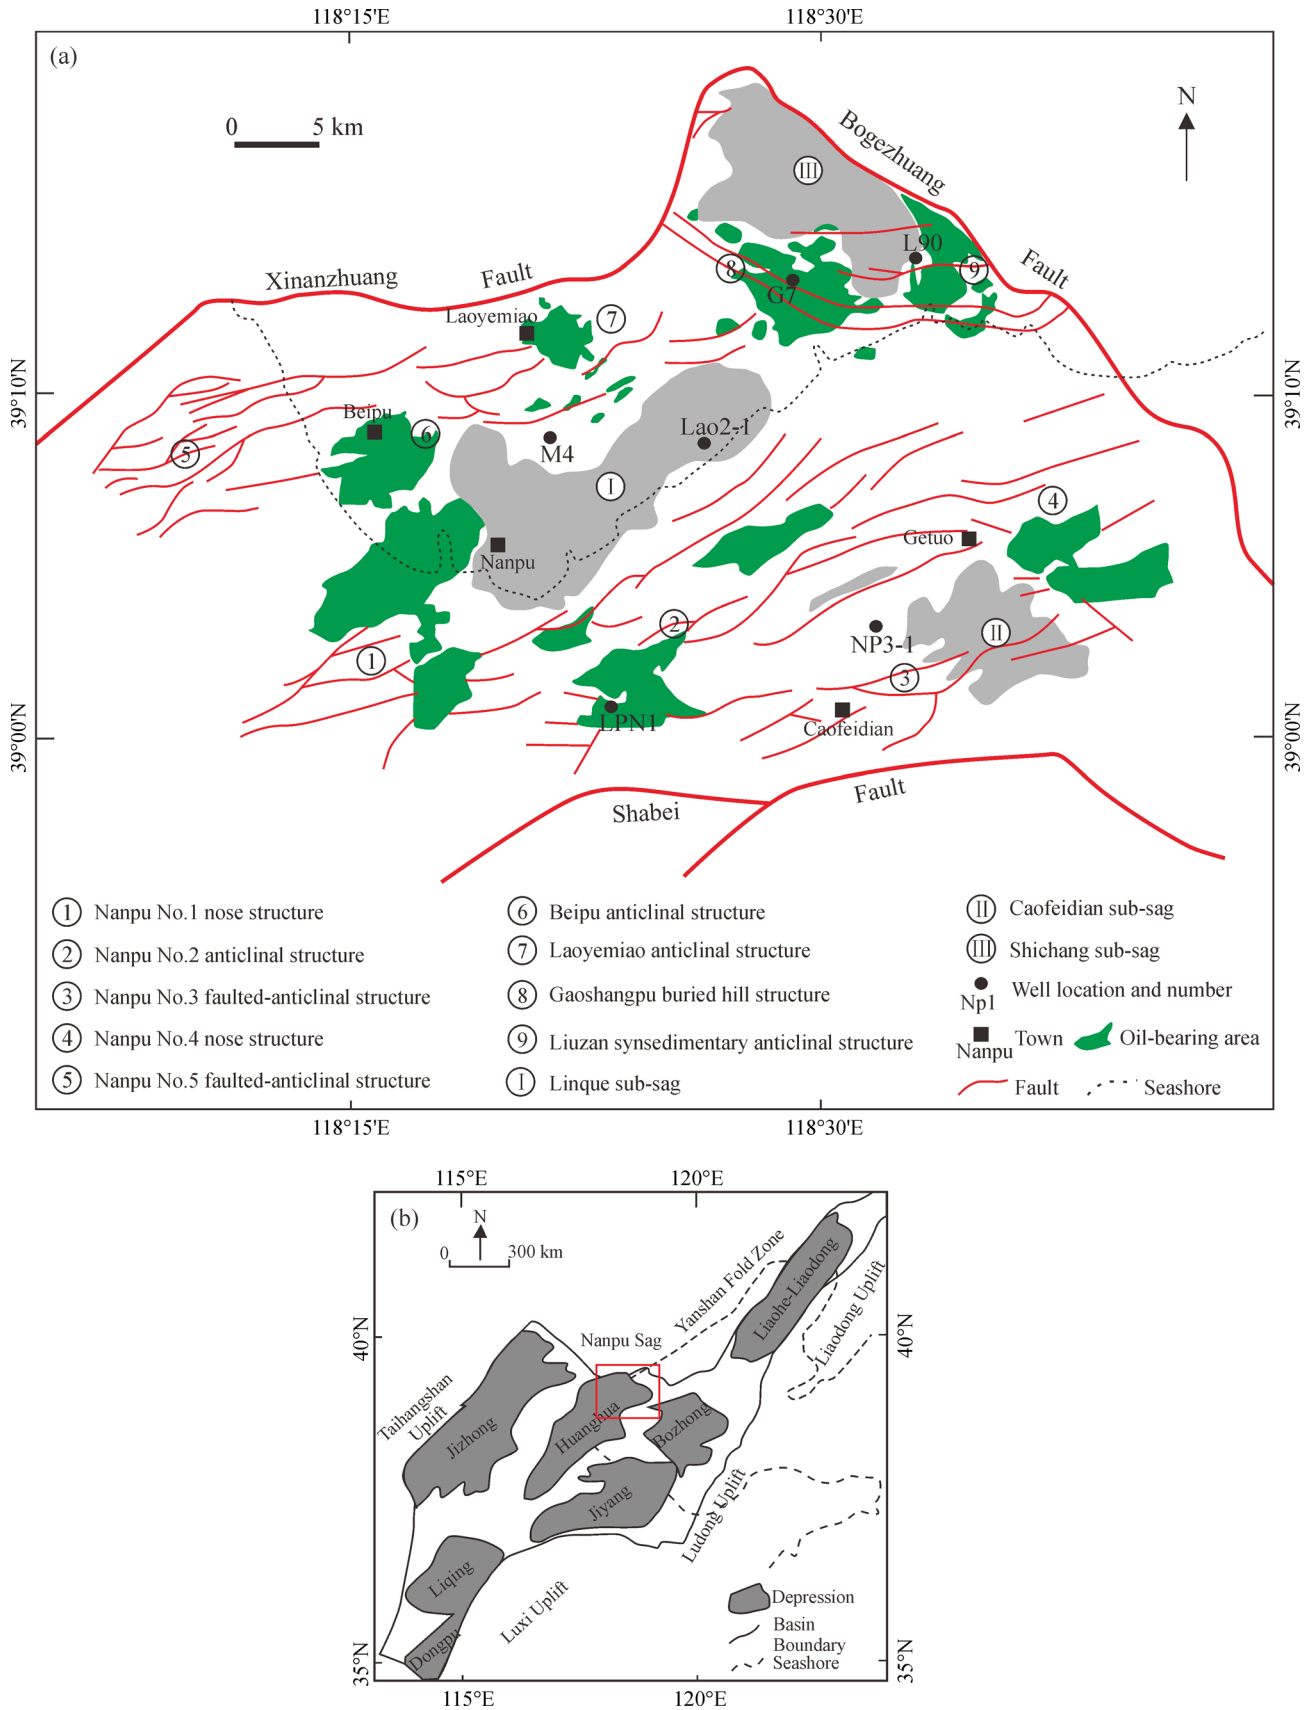 118°15'E
118°30'E
(a)
N
0
5 km
Bogezhuang
III
L90
Fault
8
9
G7
Xinanzhuang
Fault
Laoyemiao
7
39°10'N
39°10'N
Beipu
6
M4
Lao2-1
5
I
4
Getuo
Nanpu
2
II
NP3-1
1
3
LPN1
Caofeidian
39°00'N
39°00'N
Shabei
Fault
1 Nanpu No.1 nose structure
2 Nanpu No.2 anticlinal structure
3 Nanpu No.3 faulted-anticlinal structure
4 Nanpu No.4 nose structure
5 Nanpu No.5 faulted-anticlinal structure
6 Beipu anticlinal structure
7 Laoyemiao anticlinal structure
8 Gaoshangpu buried hill structure
9 Liuzan synsedimentary anticlinal structure
I Linque sub-sag
II Caofeidian sub-sag
III Shichang sub-sag
Np1 Well location and number
Nanpu Town
Oil-bearing area
Fault
Seashore
118°15'E
118°30'E
115°E
120°E
(b)
N
0
300 km
Yanshan Fold Zone
Liaohe-Liaodong
Liaodong Uplift
40°N
40°N
Nanpu Sag
Taihangshan
Uplift
Jizhong
Huanghua
Bozhong
Jiyang
Ludong Uplift
Liqing
Luxi Uplift
Dongpu
Depression
Basin
Boundary
Seashore
35°N
35°N
115°E
120°E